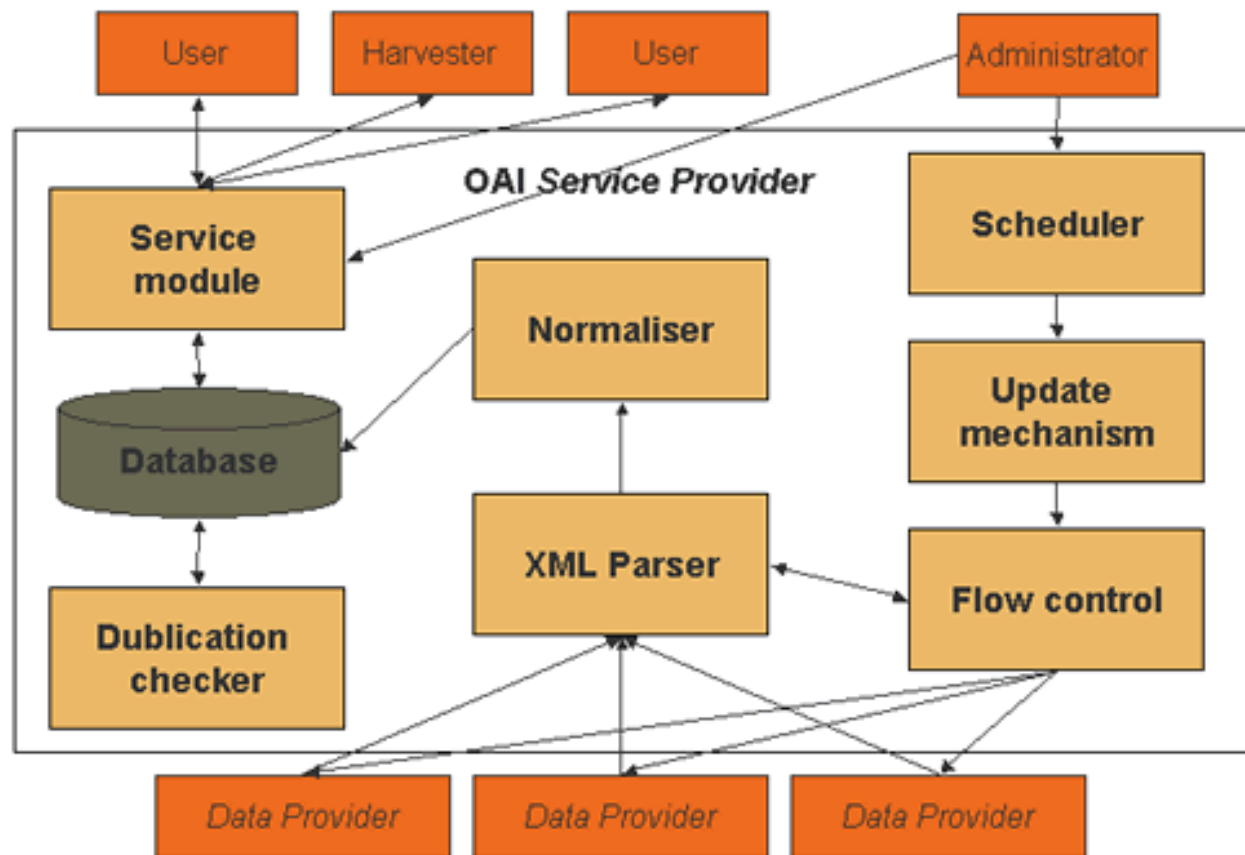 User
Harvester
User
Administrator
OAI Service Provider
Service
module
Scheduler
Normaliser
Update
mechanism
Database
XML Parser
Flow control
Dublication
checker
Data Provider
Data Provider
Data Provider